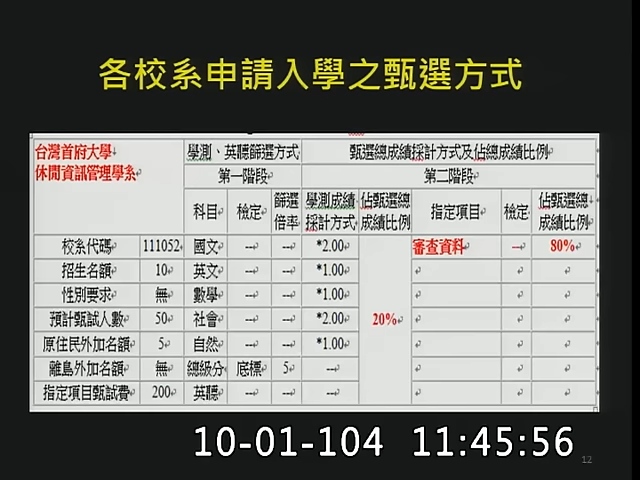 各校系申請入學之甄選方式
台灣首府大學 學測、英聽篩選方式 甄選總成績採計方式及佔總成績比例
休閒資訊管理學系 第一階段 第二階段
科目 檢定 篩選倍率 學測成績採計方式 佔甄選總成績比例 指定項目 檢定 佔甄選總成績比例
校系代碼 111052 國文 -- -- *2.00 20% 審查資料 -- 80%
招生名額 10 英文 -- -- *1.00
性別要求 無 數學 -- -- *1.00
預計甄試人數 50 社會 -- -- *2.00
原住民外加名額 5 自然 -- -- *1.00
離島外加名額 無 總級分 底標 5 --
指定項目甄試費 200 英聽 -- -- --
10-01-104 11:45:56
12